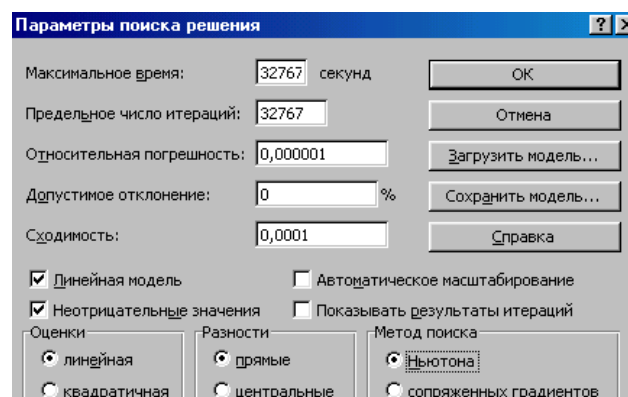 Параметры поиска решения
Максимальное время: 32767 секунд ОК
Предельное число итераций: 32767 Отмена
Относительная погрешность: 0,000001 Загрузить модель...
Допустимое отклонение: 0 % Сохранить модель...
Сходимость: 0,0001 Справка
Линейная модель Автоматическое масштабирование
Неотрицательные значения Показывать результаты итераций
Оценки Разности Метод поиска
линейная прямые Ньютона
квадратичная центральные сопряженных градиентов